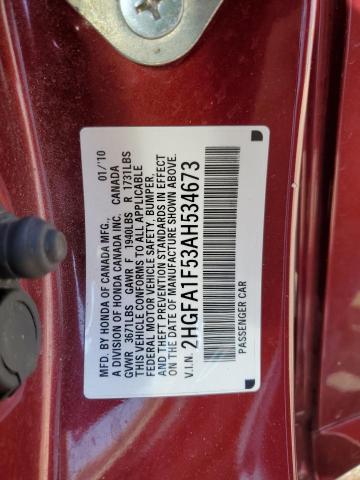 MFD. BY HONDA OF CANADA MFG., 01/10
A DIVISION OF HONDA CANADA INC. CANADA
GVWR 3671LBS GAWR F 1940LBS R 1731LBS
THIS VEHICLE CONFORMS TO ALL APPLICABLE
FEDERAL MOTOR VEHICLE SAFETY, BUMPER,
AND THEFT PREVENTION STANDARDS IN EFFECT
ON THE DATE OF MANUFACTURE SHOWN ABOVE.
V.I.N. 2HGFA1F53AH534673
PASSENGER CAR